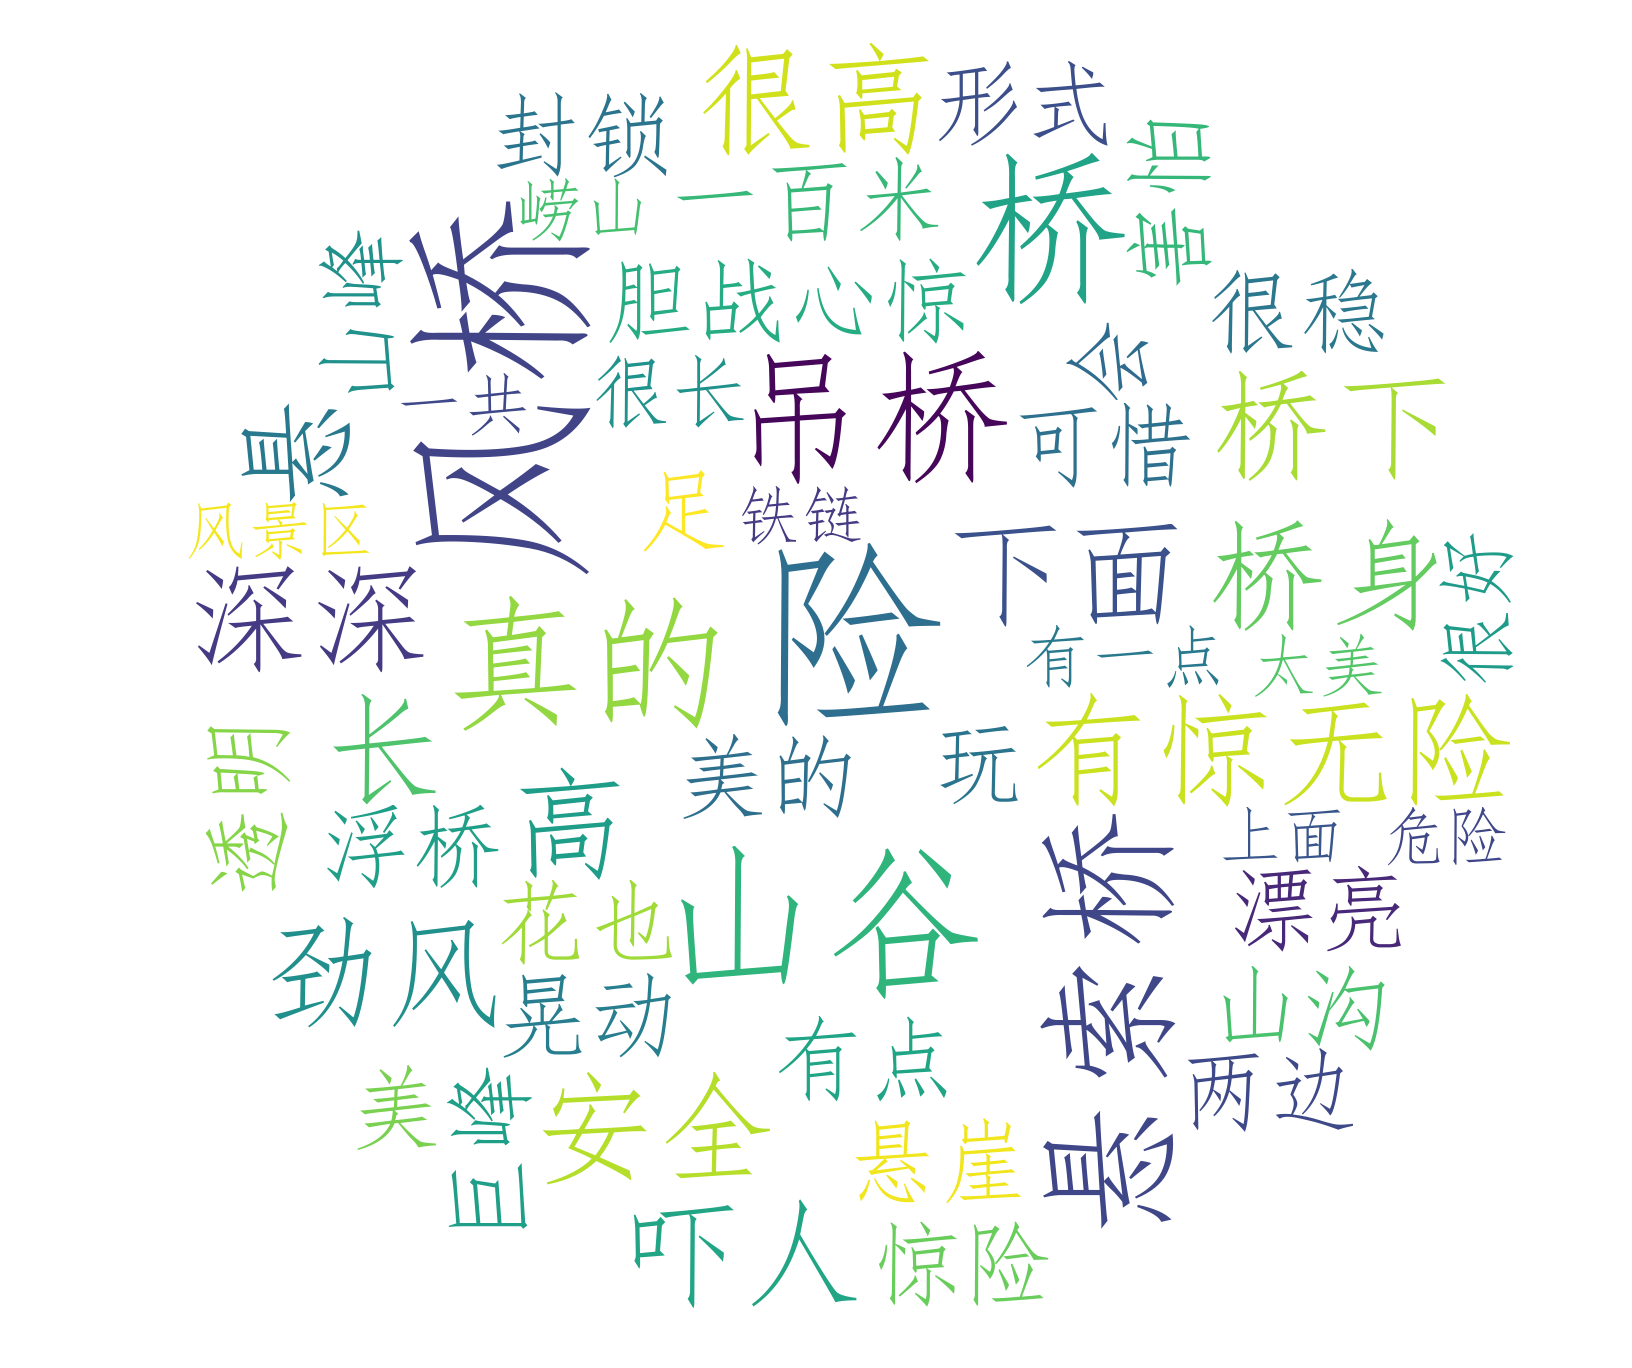 很高
形式
封锁
害怕
崂山
一百米
桥
山峰
风桥
胆战心惊
很稳
会
很长
吊桥
一共
桥下
悬
可惜
足
铁链
风景区
下面
桥身
很好
深深
真的
险
有一点
太美
透明
长
美的
玩
有惊无险
浮桥
高
上面
危险
山谷
悬索桥
漂亮
花也
劲风
晃动
山沟
有点
两边
美
巨峰
安全
悬崖
吓人
惊险